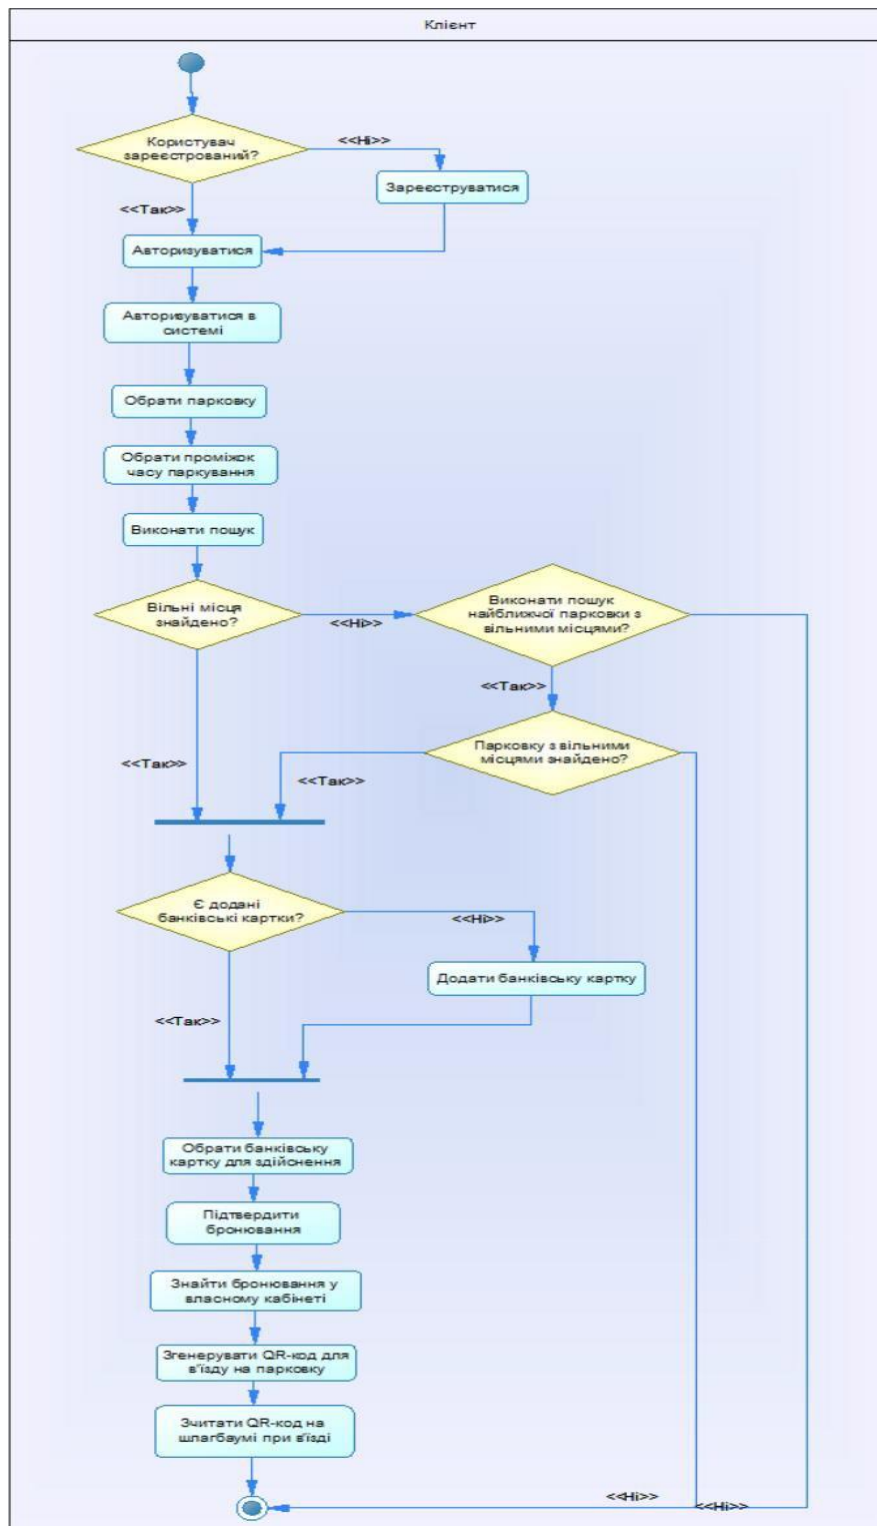 Клієнт
Користувач
зареєстрований?
<<Ні>>
Зареєструватися
<<Так>>
Авторизуватися
Авторизуватися в
системі
Обрати парковку
Обрати проміжок
часу паркування
Виконати пошук
Вільні місця
знайдено?
<<Ні>>
Виконати пошук
найближчої парковки з
вільними місцями?
<<Так>>
Парковку з вільними
місцями знайдено?
<<Так>>
<<Так>>
Є додані
банківські картки?
<<Ні>>
Додати банківську картку
<<Так>>
Обрати банківську
картку для здійснення
Підтвердити
бронювання
Знайти бронювання у
власному кабінеті
Згенерувати QR-код для
в'їзду на парковку
Зчитати QR-код на
шлагбаумі при в'їзді
<<Ні>>
<<Ні>>